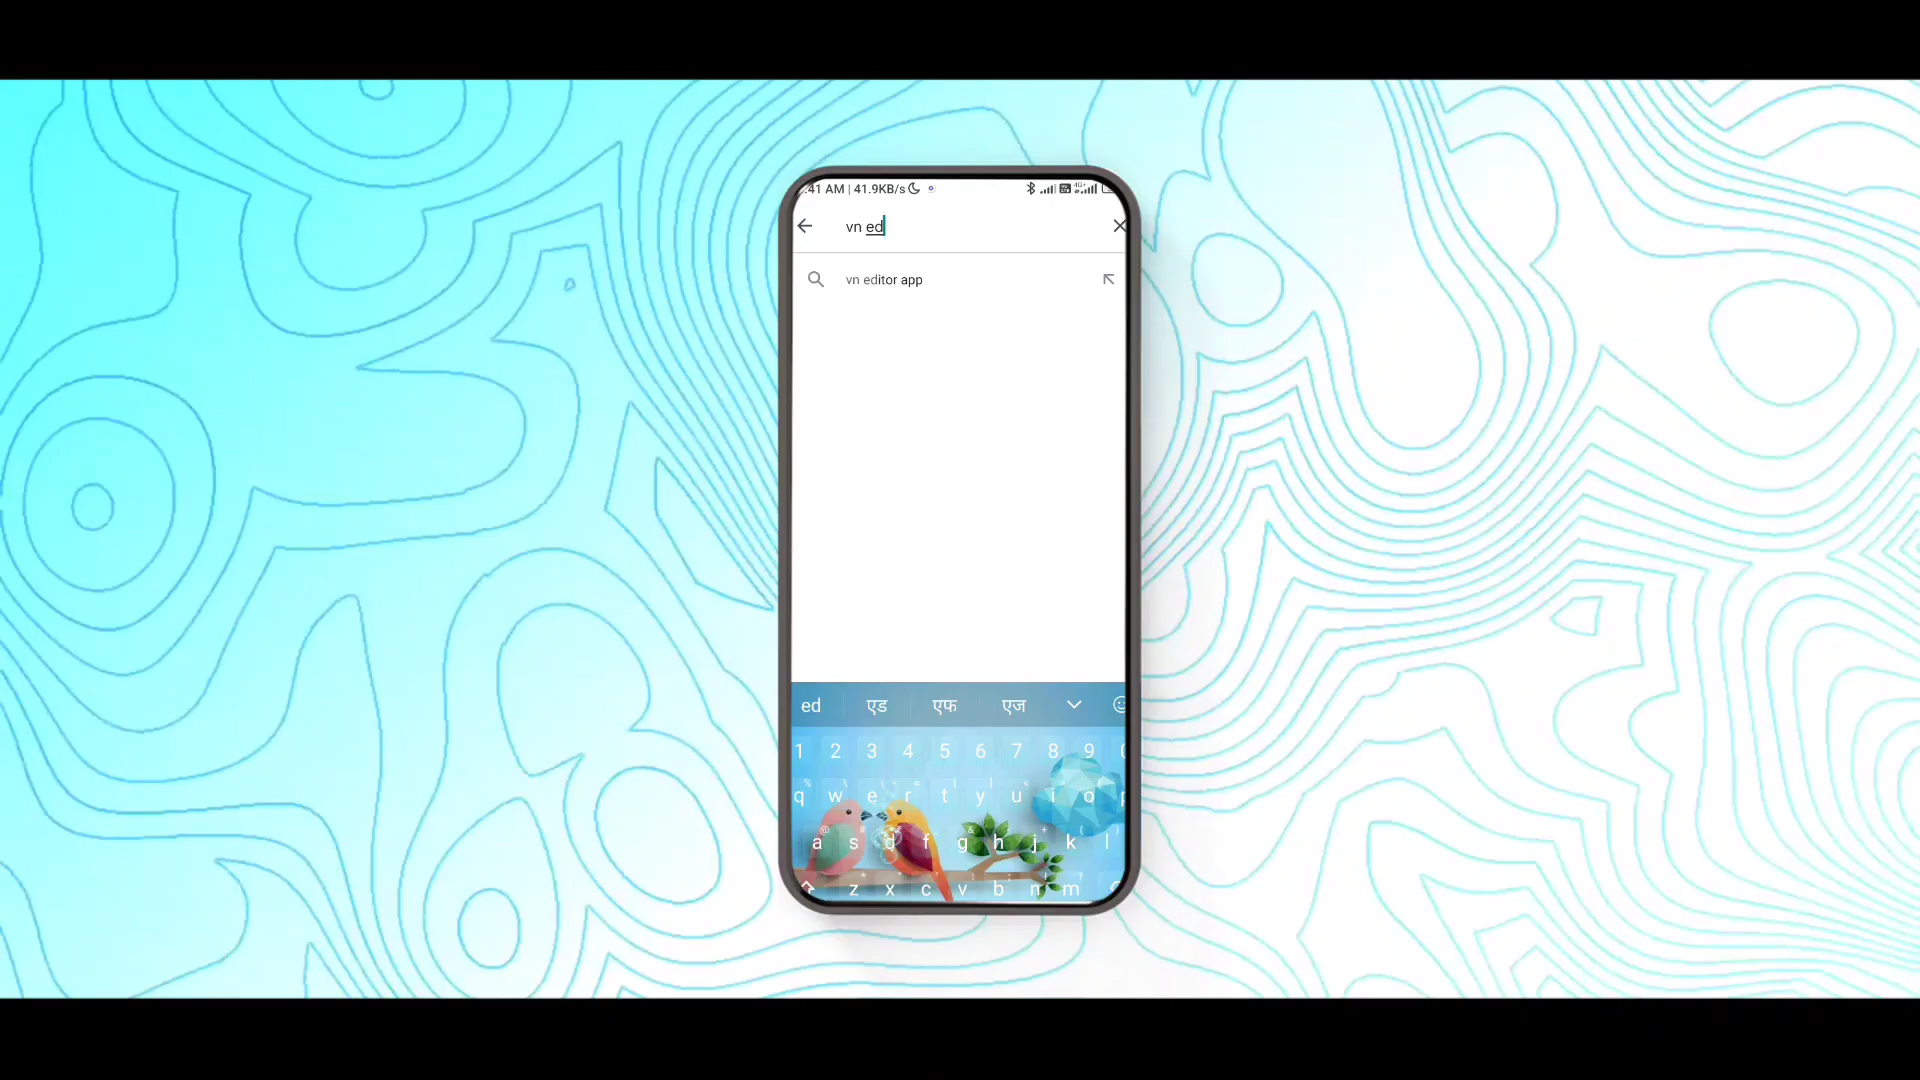 :41 AM | 41.9KB/s
vn ed
vn editor app
ed एड एफ एज
1 2 3 4 5 6 7 8 9
q w e r t y u i o p
a s d f g h j k l
z x c v b n m